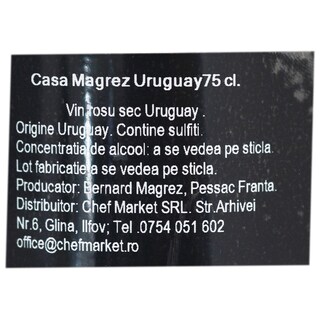 Casa Magrez Uruguay75 cl.
Vin rosu sec Uruguay .
Origine Uruguay. Contine sulfiti.
Concentratia de alcool: a se vedea pe sticla.
Lot fabricatie a se vedea pe sticla.
Producator: Bernard Magrez, Pessac Franta.
Distribuitor: Chef Market SRL. Str.Arhivei
Nr.6, Glina, Ilfov; Tel .0754 051 602
office@chefmarket.ro